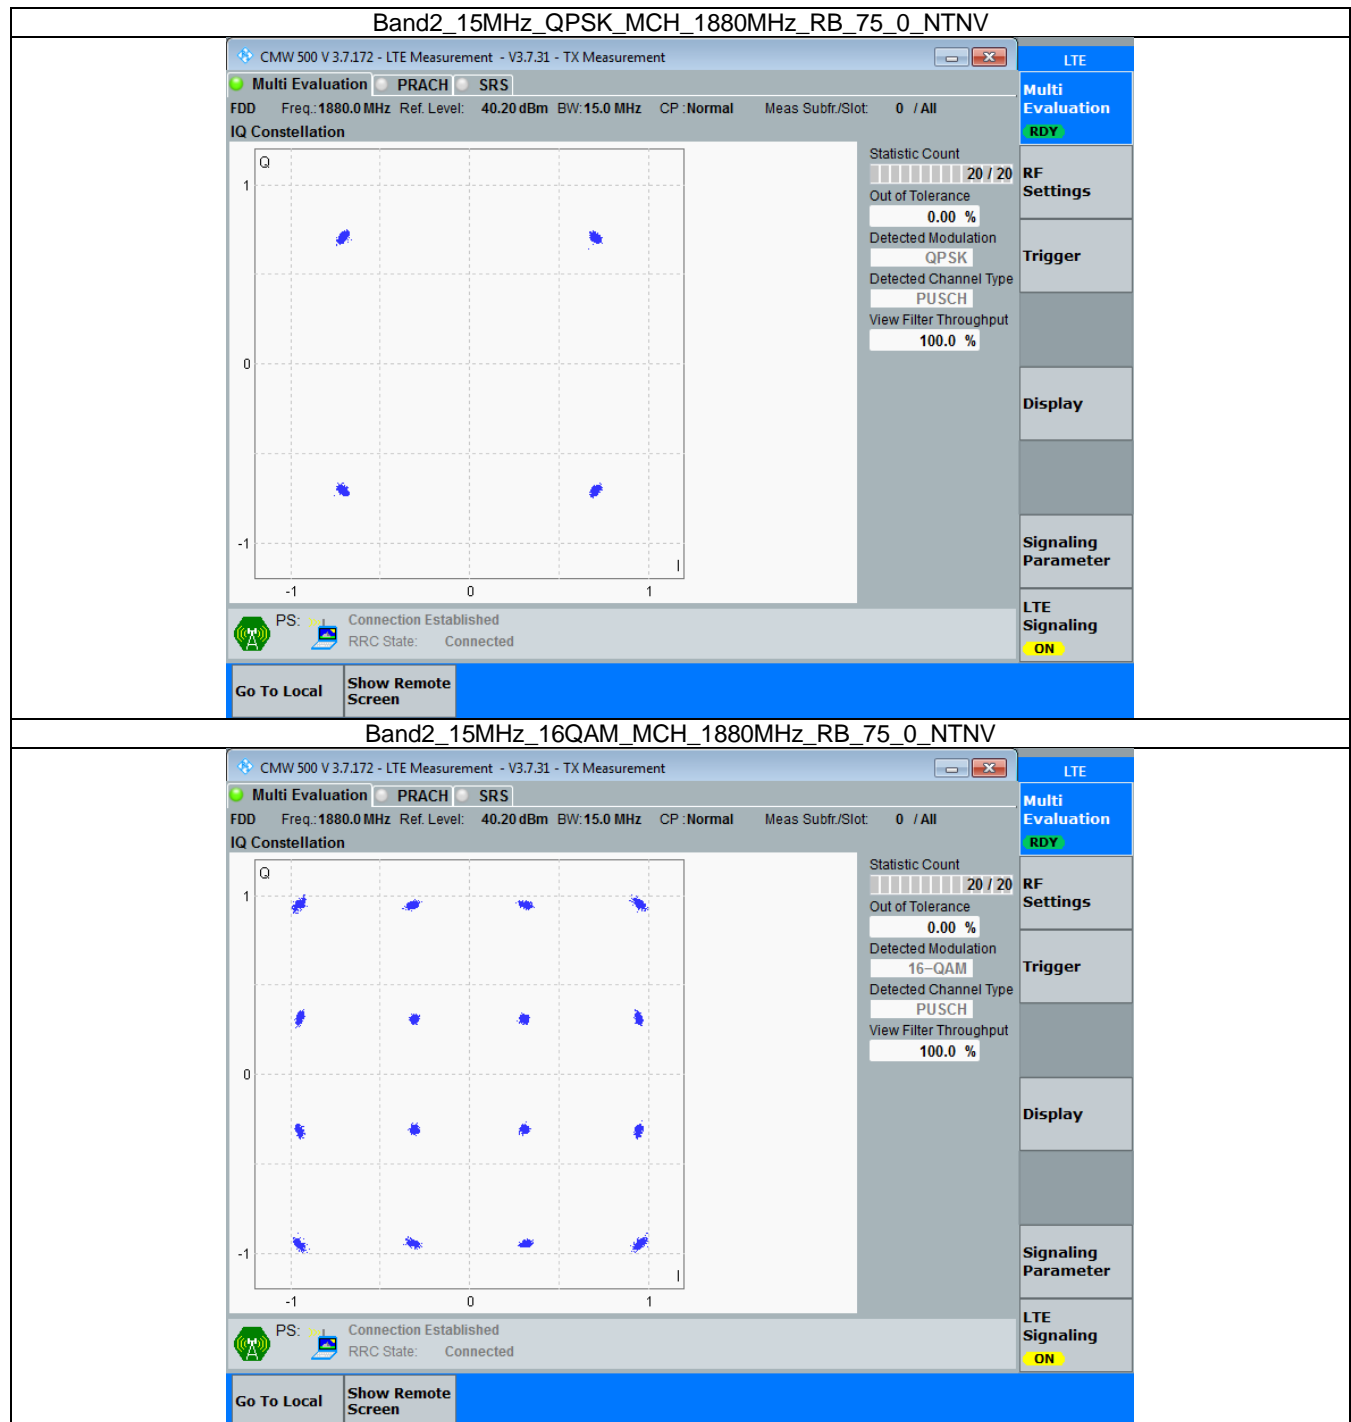 Band2_15MHz_QPSK_MCH_1880MHz_RB_75_0_NTNV
CMW 500 V 3.7.172 - LTE Measurement - V3.7.31 - TX Measurement
LTE
Multi Evaluation PRACH SRS
Multi
Evaluation
RDY
FDD Freq.:1880.0 MHz Ref. Level: 40.20 dBm BW:15.0 MHz CP :Normal Meas Subfr./Slot: 0 / All
IQ Constellation
Q
1
0
-1
I
-1 0 1
Statistic Count
20 / 20
Out of Tolerance
0.00 %
Detected Modulation
QPSK
Detected Channel Type
PUSCH
View Filter Throughput
100.0 %
RF
Settings
Trigger
Display
Signaling
Parameter
LTE
Signaling
ON
PS: Connection Established
RRC State: Connected
Go To Local
Show Remote
Screen
Band2_15MHz_16QAM_MCH_1880MHz_RB_75_0_NTNV
CMW 500 V 3.7.172 - LTE Measurement - V3.7.31 - TX Measurement
LTE
Multi Evaluation PRACH SRS
Multi
Evaluation
RDY
FDD Freq.:1880.0 MHz Ref. Level: 40.20 dBm BW:15.0 MHz CP :Normal Meas Subfr./Slot: 0 / All
IQ Constellation
Q
1
0
-1
I
-1 0 1
Statistic Count
20 / 20
Out of Tolerance
0.00 %
Detected Modulation
16-QAM
Detected Channel Type
PUSCH
View Filter Throughput
100.0 %
RF
Settings
Trigger
Display
Signaling
Parameter
LTE
Signaling
ON
PS: Connection Established
RRC State: Connected
Go To Local
Show Remote
Screen